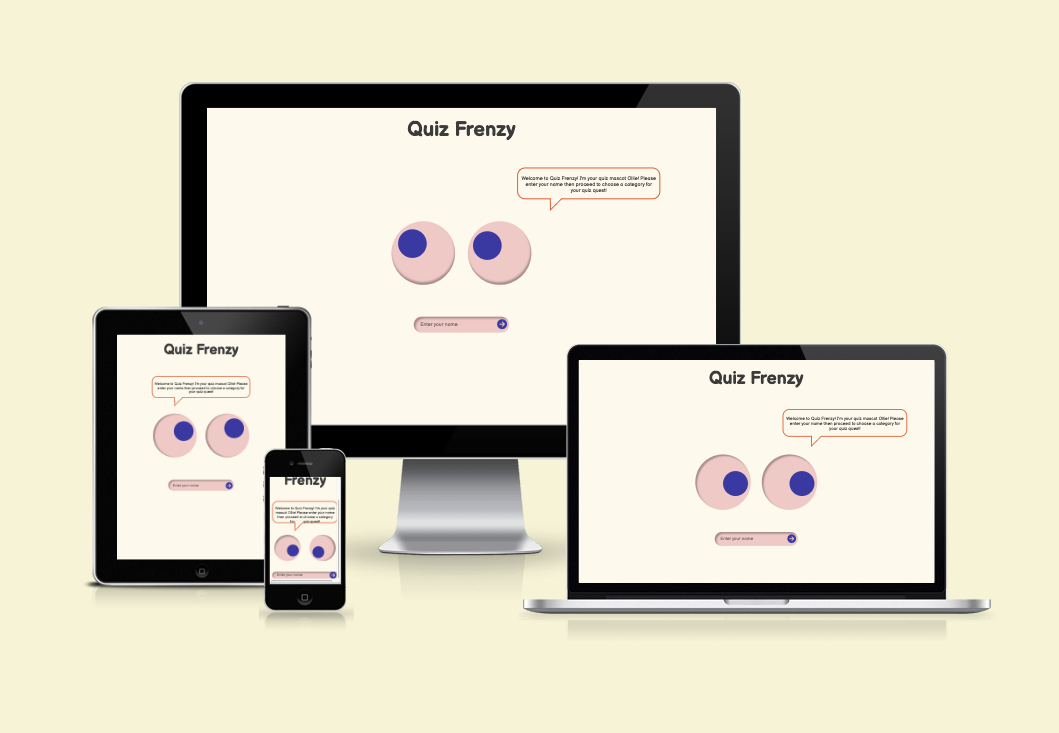 Quiz Frenzy
Welcome to Quiz Frenzy! I'm your quiz mascot Ollie! Please
enter your name then proceed to choose a category for
your quiz quest!
Enter your name
Quiz Frenzy
Welcome to Quiz Frenzy! I'm your quiz mascot Ollie! Please
enter your name then proceed to choose a category for
your quiz quest!
Enter your name
Frenzy
Welcome to Quiz Frenzy! I'm your quiz
mascot Ollie! Please enter your name
then proceed to choose a category
quest!
Enter your name
Quiz Frenzy
Welcome to Quiz Frenzy! I'm your quiz mascot Ollie! Please
enter your name then proceed to choose a category for
your quiz quest!
Enter your name